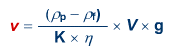 v = (ρp - ρf) / K × η × V × g